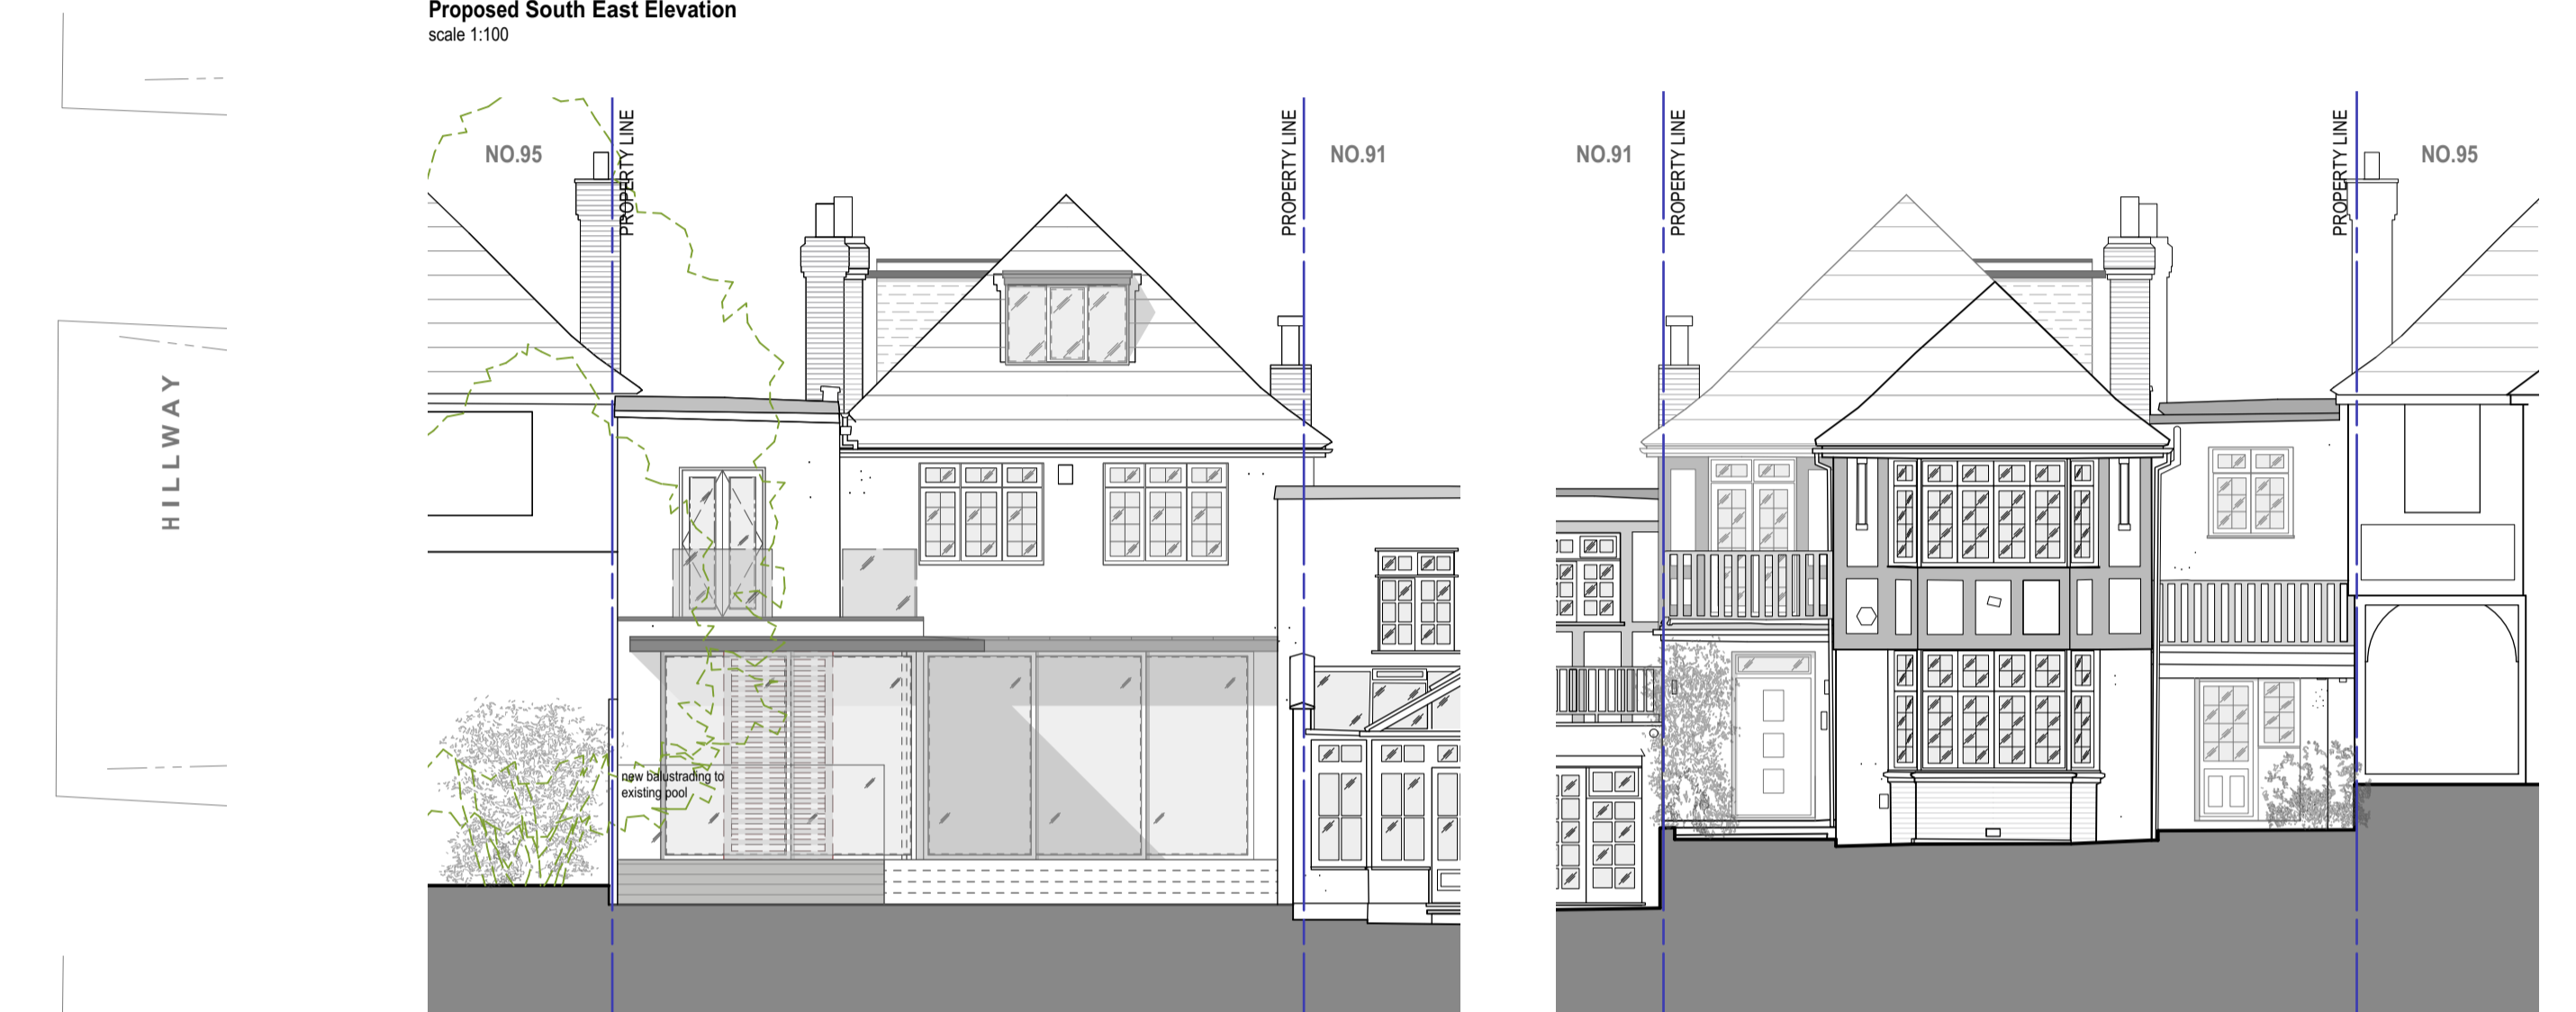 Proposed South East Elevation
scale 1:100
HILLWAY
NO.95
PROPERTY LINE
PROPERTY LINE
NO.91
new balustrading to
existing pool
NO.91
PROPERTY LINE
PROPERTY LINE
NO.95